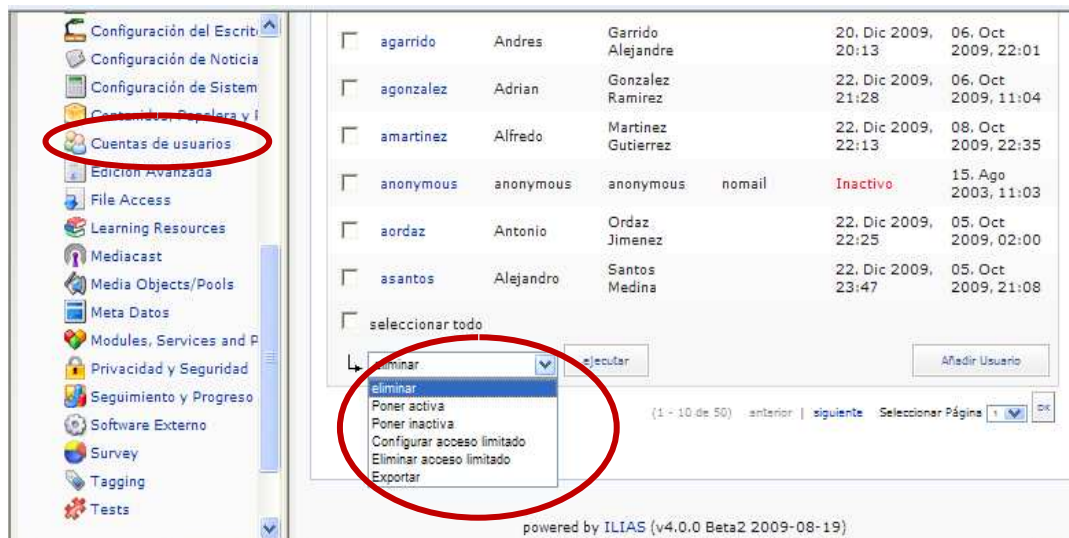 Configuración del Escrit
Configuración de Noticia
Configuración de Sistem
Contenidos, Papelera y
Cuentas de usuarios
Edición Avanzada
File Access
Learning Resources
Mediacast
Media Objects/Pools
Meta Datos
Modules, Services and P
Privacidad y Seguridad
Seguimiento y Progreso
Software Externo
Survey
Tagging
Tests
agarrido Andres Garrido Alejandre 20. Dic 2009, 20:13 06. Oct 2009, 22:01
agonzalez Adrian Gonzalez Ramirez 22. Dic 2009, 21:28 06. Oct 2009, 11:04
amartinez Alfredo Martinez Gutierrez 22. Dic 2009, 22:13 08. Oct 2009, 22:35
anonymous anonymous anonymous nomail Inactivo 15. Ago 2003, 11:03
aordaz Antonio Ordaz Jimenez 22. Dic 2009, 22:25 05. Oct 2009, 02:00
asantos Alejandro Santos Medina 22. Dic 2009, 23:47 05. Oct 2009, 21:08
seleccionar todo
eliminar ejecutar Añadir Usuario
eliminar
Poner activa
Poner inactiva
Configurar acceso limitado
Eliminar acceso limitado
Exportar
(1 - 10 de 50) anterior | siguiente Seleccionar Página 1 OK
powered by ILIAS (v4.0.0 Beta2 2009-08-19)